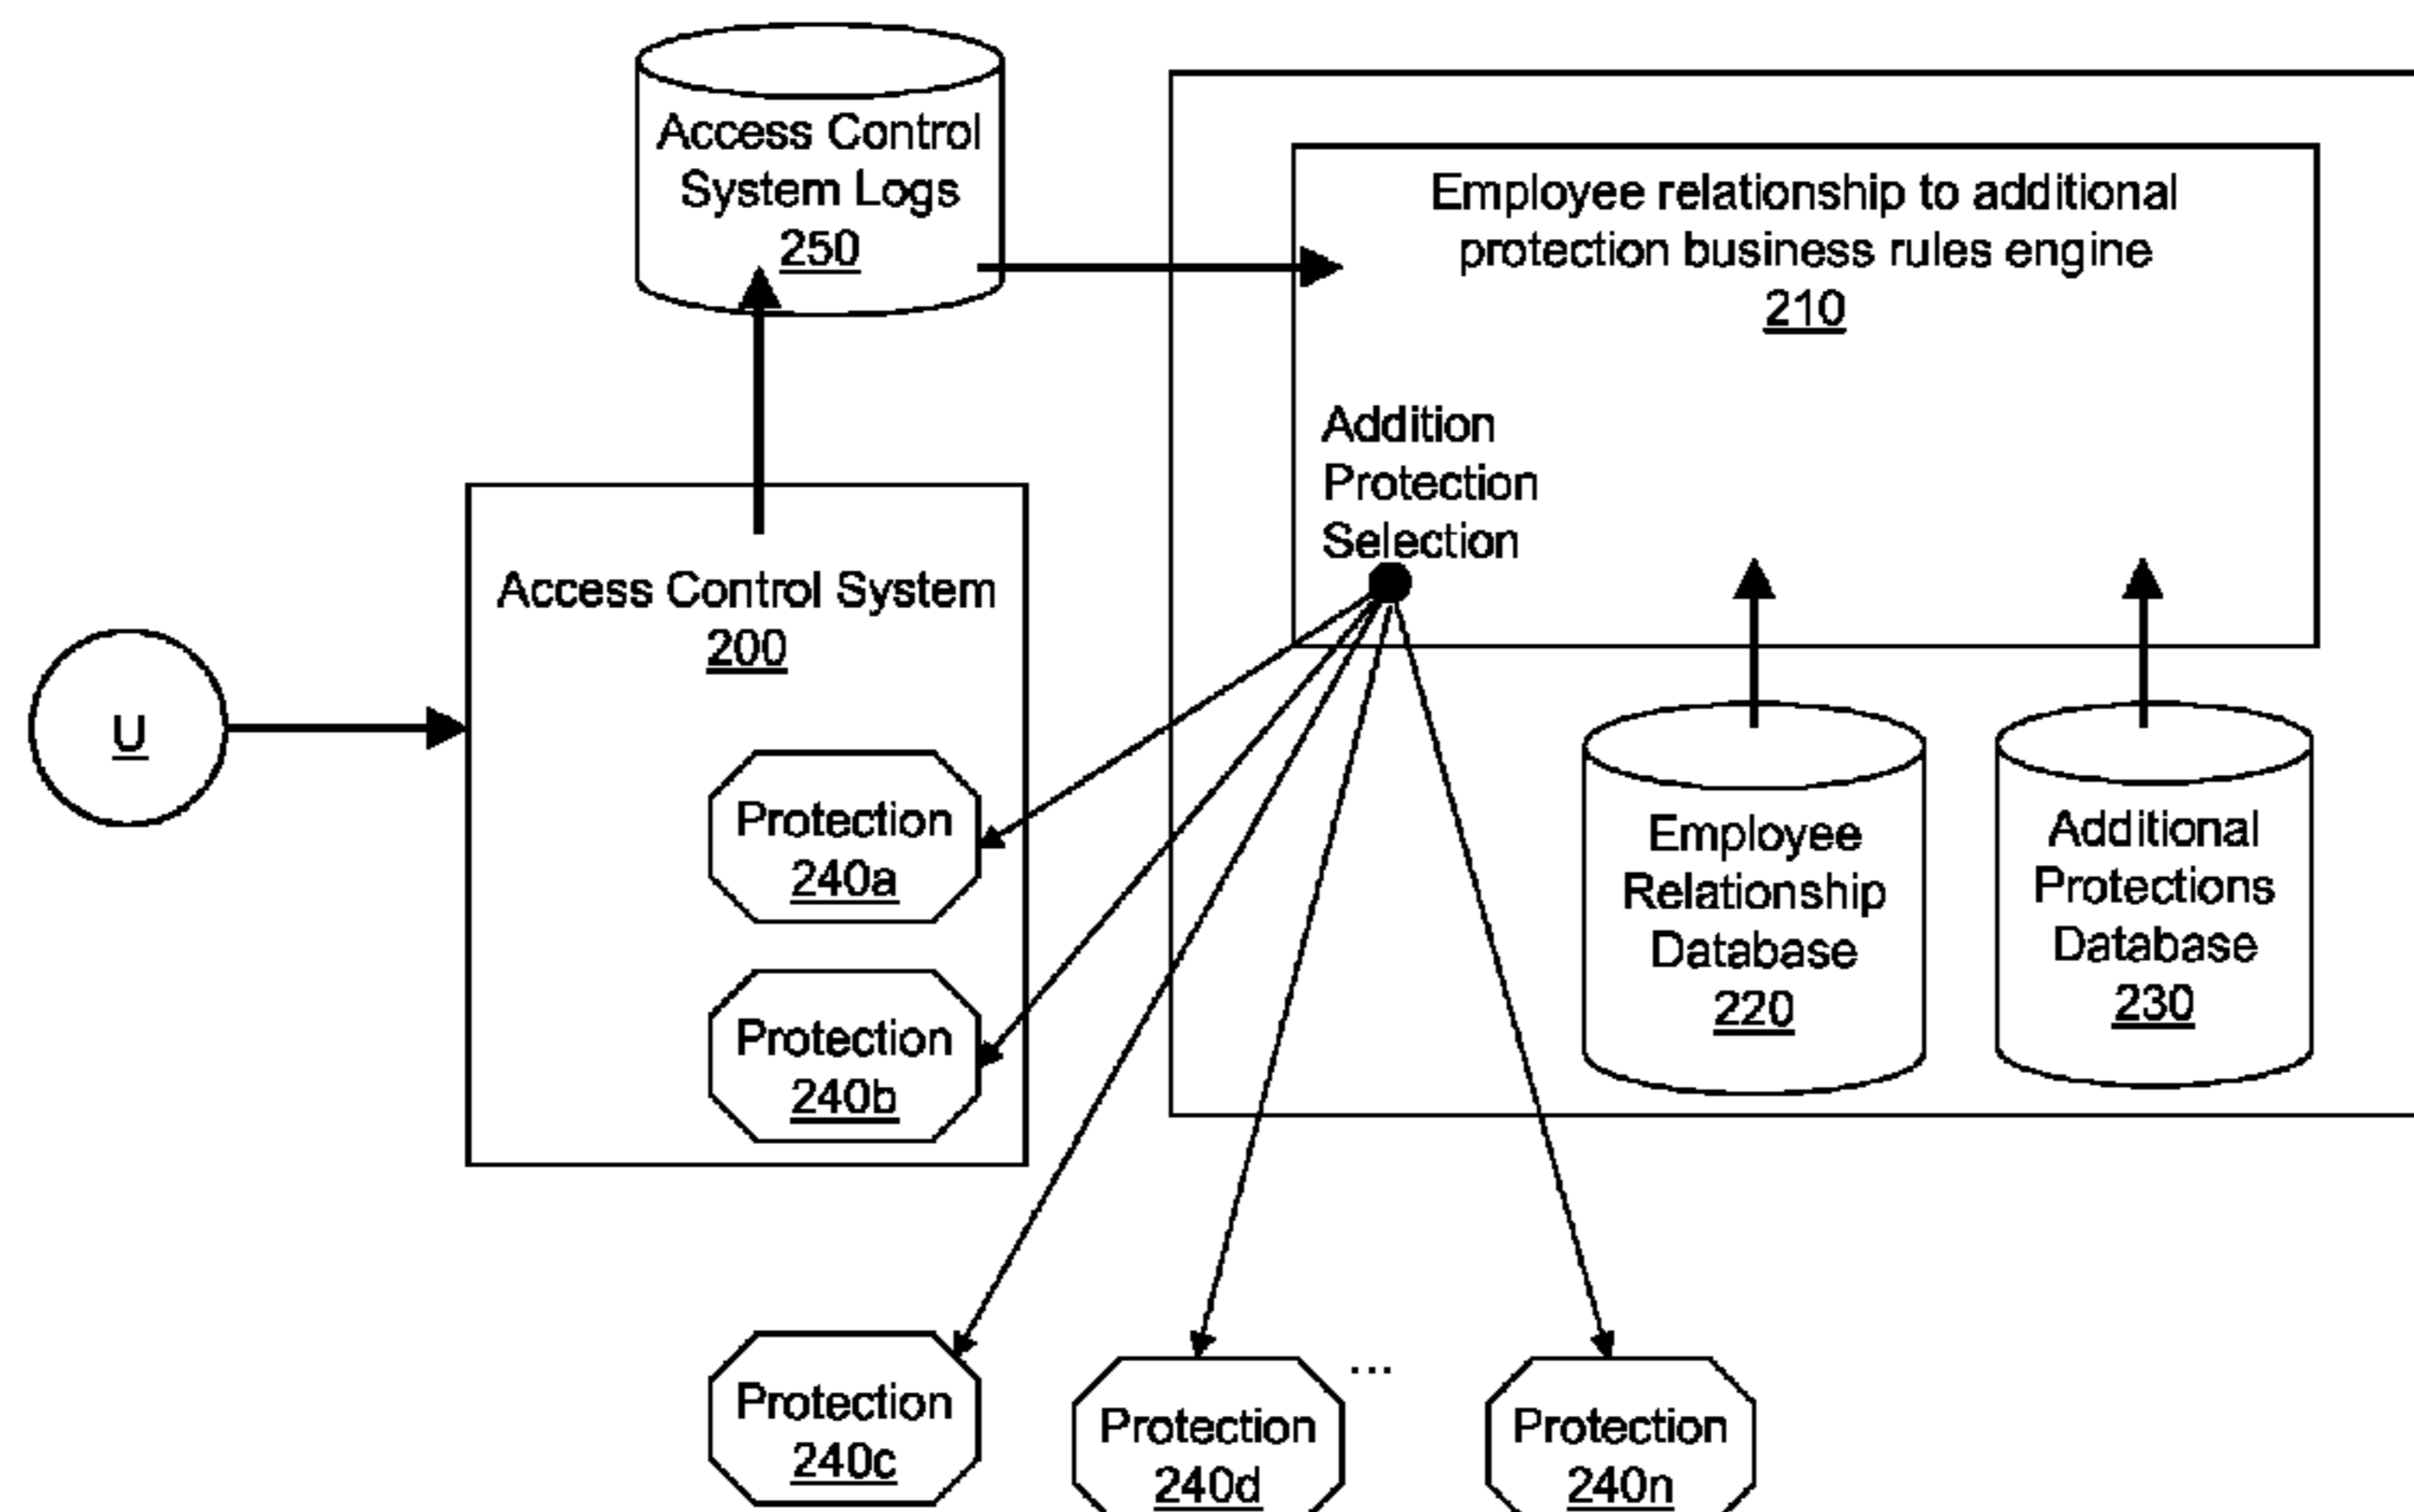 Access Control
System Logs
250
Employee relationship to additional
protection business rules engine
210
Addition
Protection
Selection
Access Control System
200
U
Protection
240a
Protection
240b
Employee
Relationship
Database
220
Additional
Protections
Database
230
Protection
240c
Protection
240d
...
Protection
240n